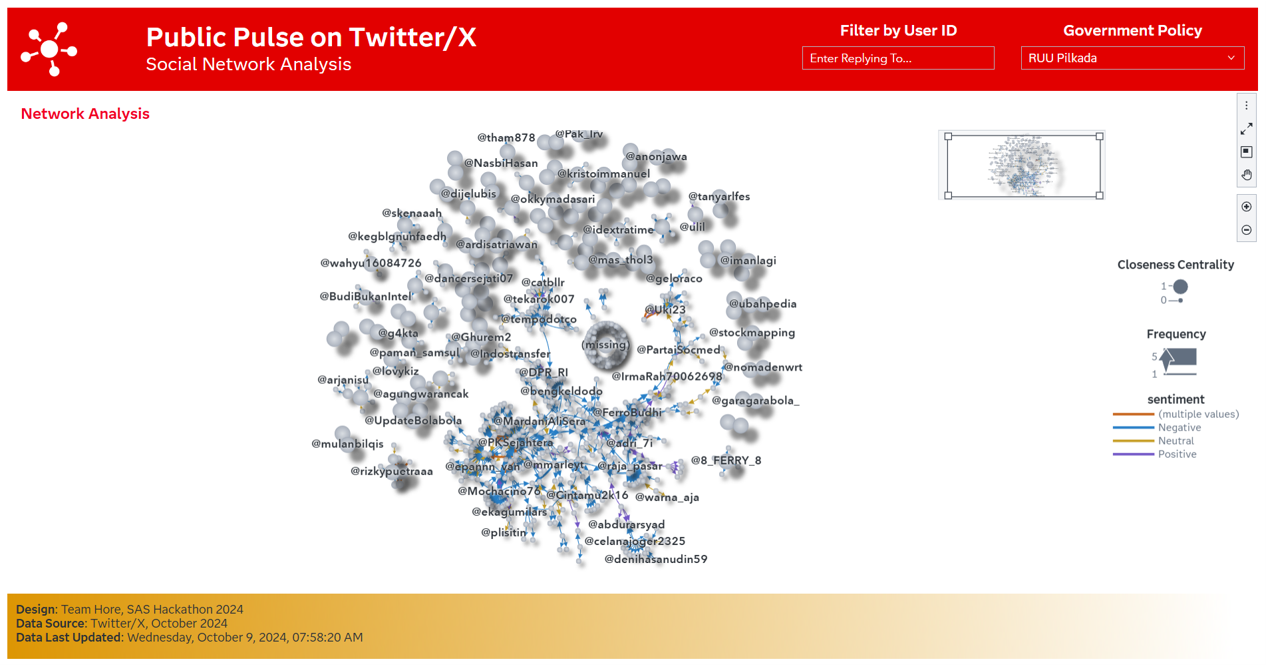 Public Pulse on Twitter/X
Social Network Analysis
Filter by User ID
Enter Replying To...
Government Policy
RUU Pilkada
Network Analysis
@tham878
@Pak_Irv
@NasbiHasan
@anonjawa
@kristoimmanuel
@dijelubis
@okkymadasari
@tanyarlfes
@skenaaah
@idextratime
@ulil
@kegblgnunfaedh
@ardisatriawan
@wahyu16084726
@mas_thol3
@imanlagi
@dancersejati07
@catbllr
@geloraco
@BudiBukanIntel
@tekarok007
@Uki23
@ubahpedia
@tempodotco
@g4kta
@Ghurem2
(missing)
@stockmapping
@paman_samsul
@Indostransfer
@PartaiSocmed
@lovykiz
@DPR_RI
@IrmaRah70062698
@nomadenwrt
@arjanisu
@agungwarancak
@bengkeldodo
@garagarabola_
@UpdateBolabola
@MardaniAliSera
@FerroBudhi
@mulanbilqis
@PKSejahtera
@adri_7i
@rizkypuetraaa
@epannn_yan
@mmarleyt_
@raja_pasar
@8_FERRY_8
@Mochacino76
@Cintamu2k16
@warna_aja
@ekagumilars
@plisitin
@abdurarsyad
@celanajoger2325
@denihasanudin59
Closeness Centrality
1
0
Frequency
5
1
sentiment
(multiple values)
Negative
Neutral
Positive
Design: Team Hore, SAS Hackathon 2024
Data Source: Twitter/X, October 2024
Data Last Updated: Wednesday, October 9, 2024, 07:58:20 AM